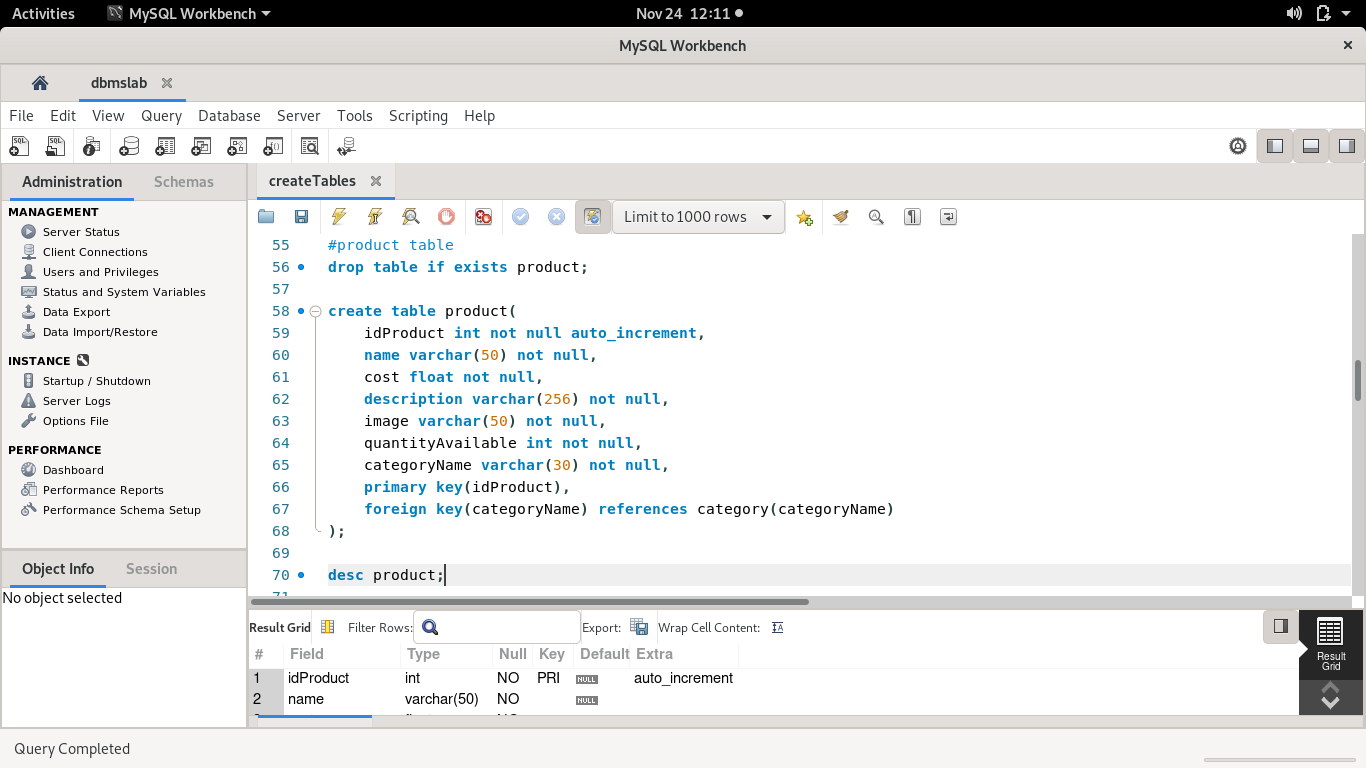 Activities MySQL Workbench Nov 24 12:11
MySQL Workbench
dbmslab
File Edit View Query Database Server Tools Scripting Help
Administration Schemas
MANAGEMENT
Server Status
Client Connections
Users and Privileges
Status and System Variables
Data Export
Data Import/Restore
INSTANCE
Startup / Shutdown
Server Logs
Options File
PERFORMANCE
Dashboard
Performance Reports
Performance Schema Setup
Object Info Session
No object selected
createTables
Limit to 1000 rows
55 #product table
56 drop table if exists product;
57
58 create table product(
59 idProduct int not null auto_increment,
60 name varchar(50) not null,
61 cost float not null,
62 description varchar(256) not null,
63 image varchar(50) not null,
64 quantityAvailable int not null,
65 categoryName varchar(30) not null,
66 primary key(idProduct),
67 foreign key(categoryName) references category(categoryName)
68 );
69
70 desc product;
Result Grid Filter Rows: Export: Wrap Cell Content:
# Field Type Null Key Default Extra
1 idProduct int NO PRI NULL auto_increment
2 name varchar(50) NO NULL
Result
Grid
Query Completed